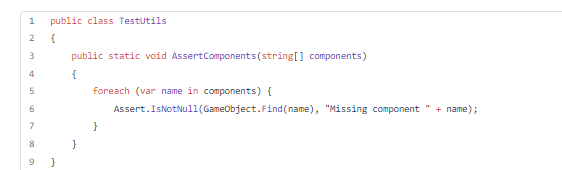 1 public class TestUtils
2 {
3 public static void AssertComponents(string[] components)
4 {
5 foreach (var name in components) {
6 Assert.IsNotNull(GameObject.Find(name), "Missing component " + name);
7 }
8 }
9 }